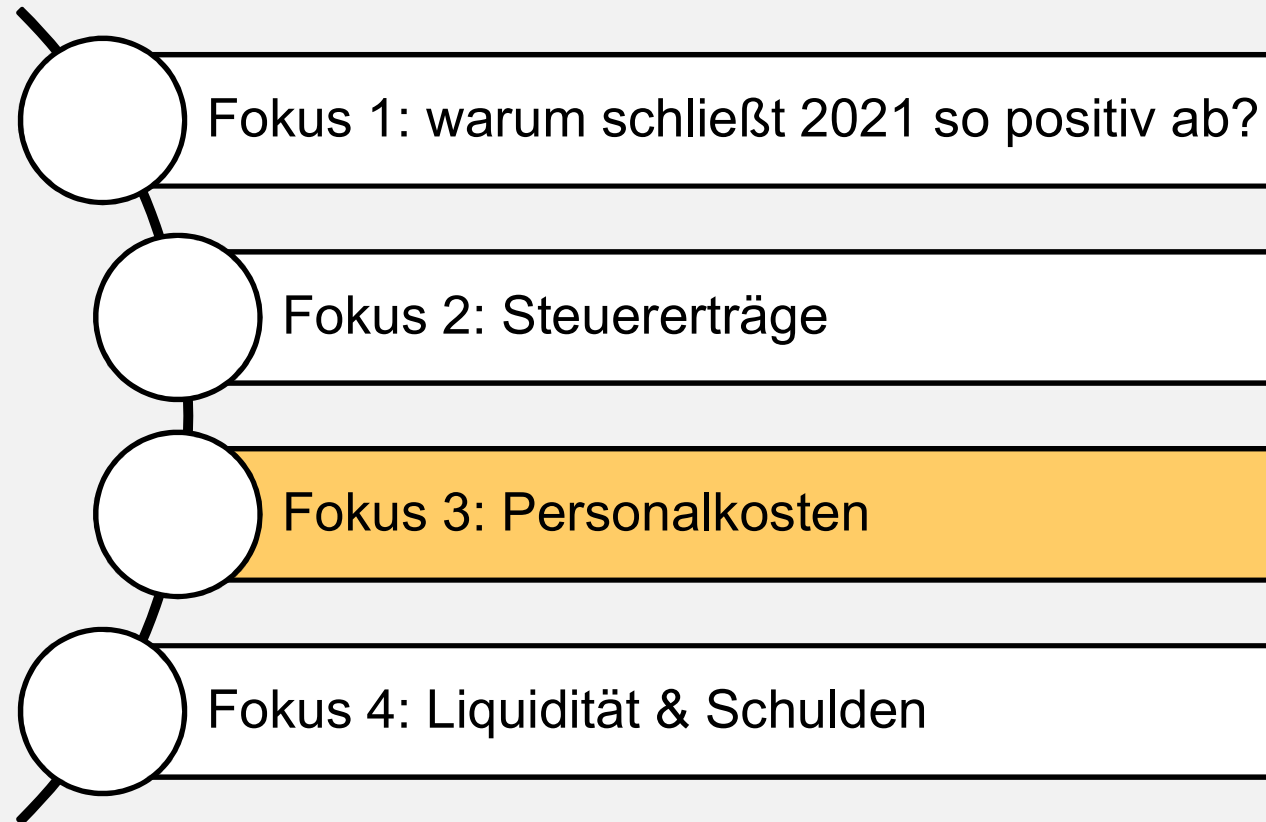 Fokus 1: warum schließt 2021 so positiv ab?
Fokus 2: Steuererträge
Fokus 3: Personalkosten
Fokus 4: Liquidität & Schulden